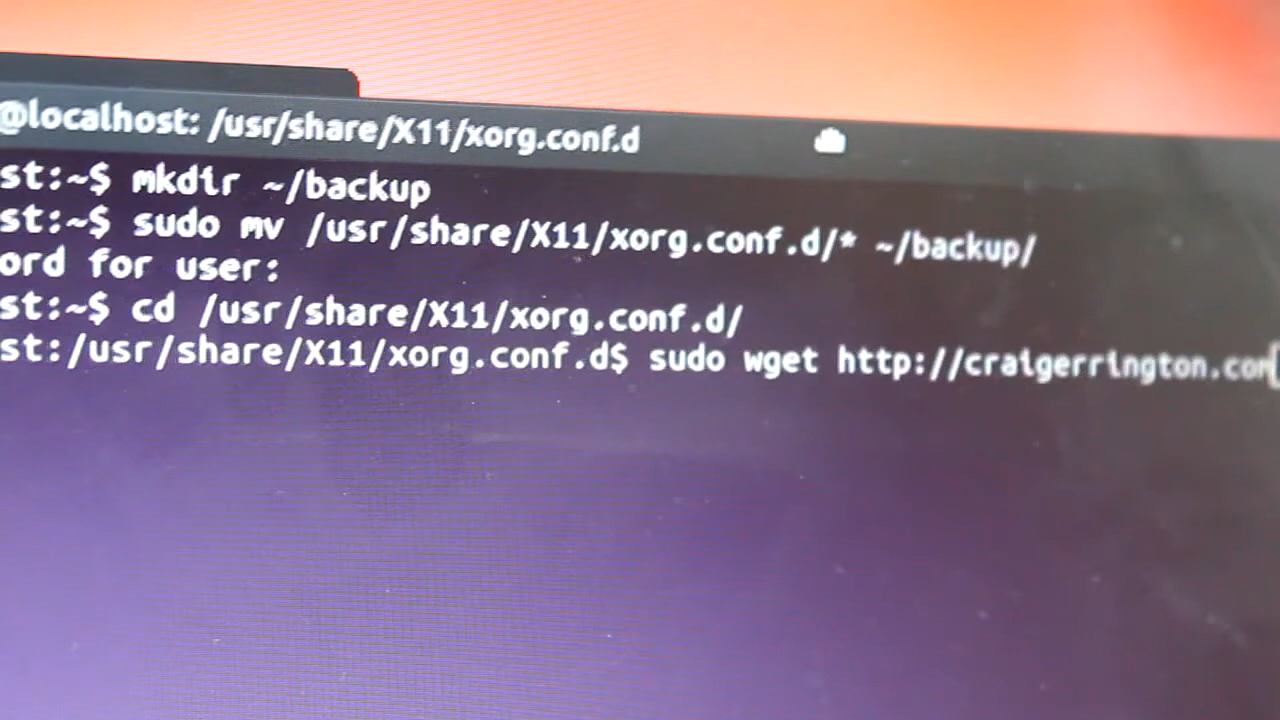 @localhost: /usr/share/X11/xorg.conf.d
st:~$ mkdir ~/backup
st:~$ sudo mv /usr/share/X11/xorg.conf.d/* ~/backup/
ord for user:
st:~$ cd /usr/share/X11/xorg.conf.d/
st:/usr/share/X11/xorg.conf.d$ sudo wget http://craigerrington.com